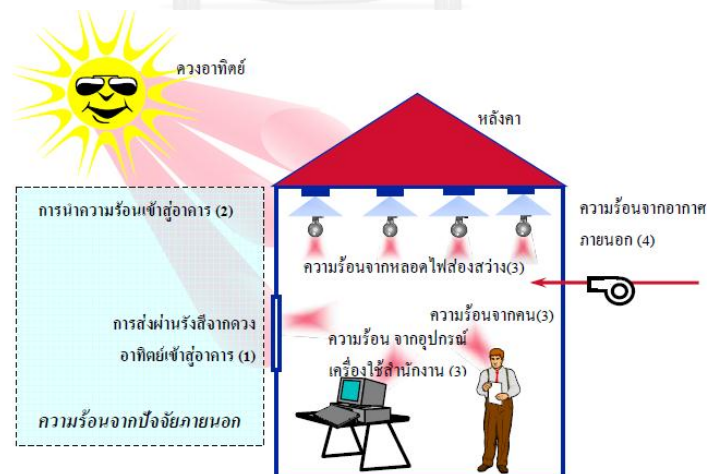 ดวงอาทิตย์
หลังคา
การนำความร้อนเข้าสู่อาคาร (2)
ความร้อนจากอากาศ
ภายนอก (4)
ความร้อนจากหลอดไฟส่องสว่าง(3)
การส่งผ่านรังสีจากดวง
อาทิตย์เข้าสู่อาคาร (1)
ความร้อนจากคน(3)
ความร้อน จากอุปกรณ์
เครื่องใช้สำนักงาน (3)
ความร้อนจากปัจจัยภายนอก